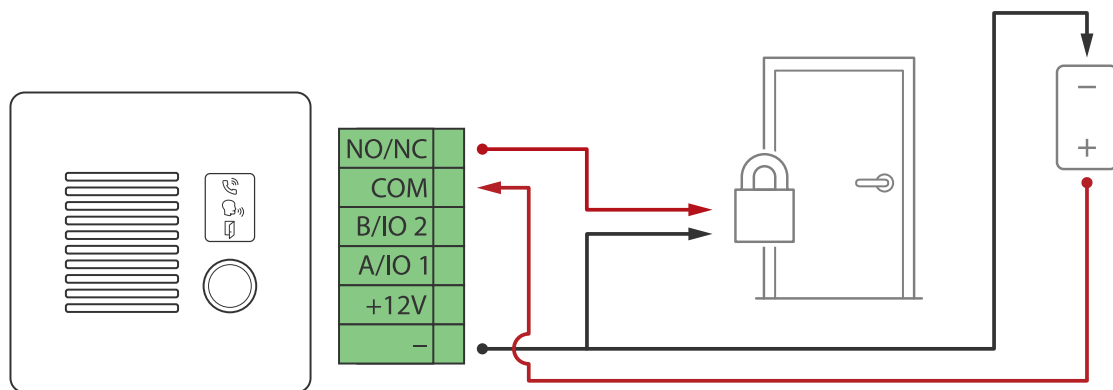 NO/NC
COM
B/IO 2
A/IO 1
+12V
–
–
+